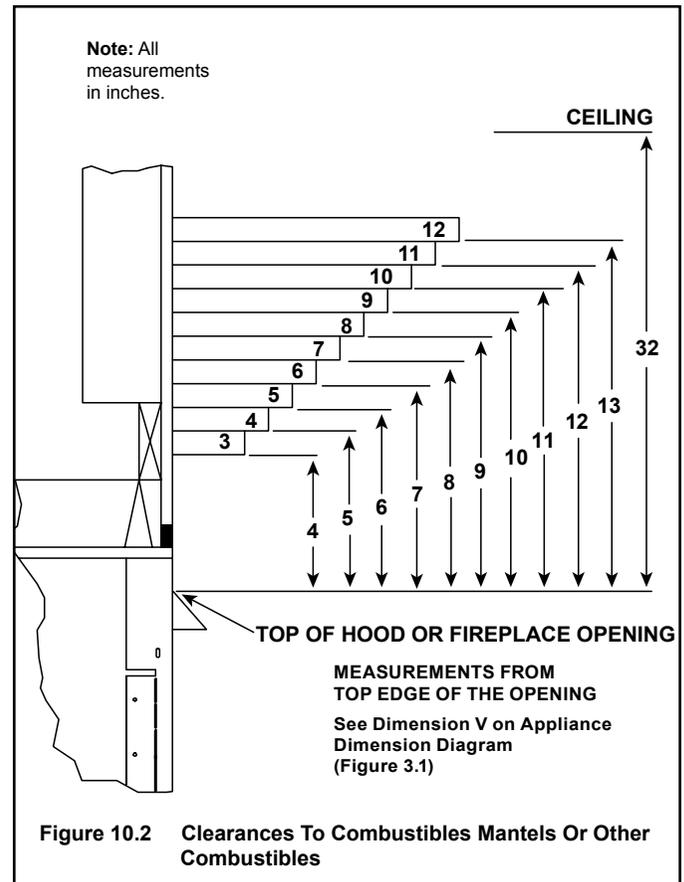 Note: All
measurements
in inches.
CEILING
12
11
10
9
8
7
6
5
4
3
4
5
6
7
8
9
10
11
12
13
32
TOP OF HOOD OR FIREPLACE OPENING
MEASUREMENTS FROM
TOP EDGE OF THE OPENING
See Dimension V on Appliance
Dimension Diagram
(Figure 3.1)
Figure 10.2 Clearances To Combustibles Mantels Or Other
Combustibles